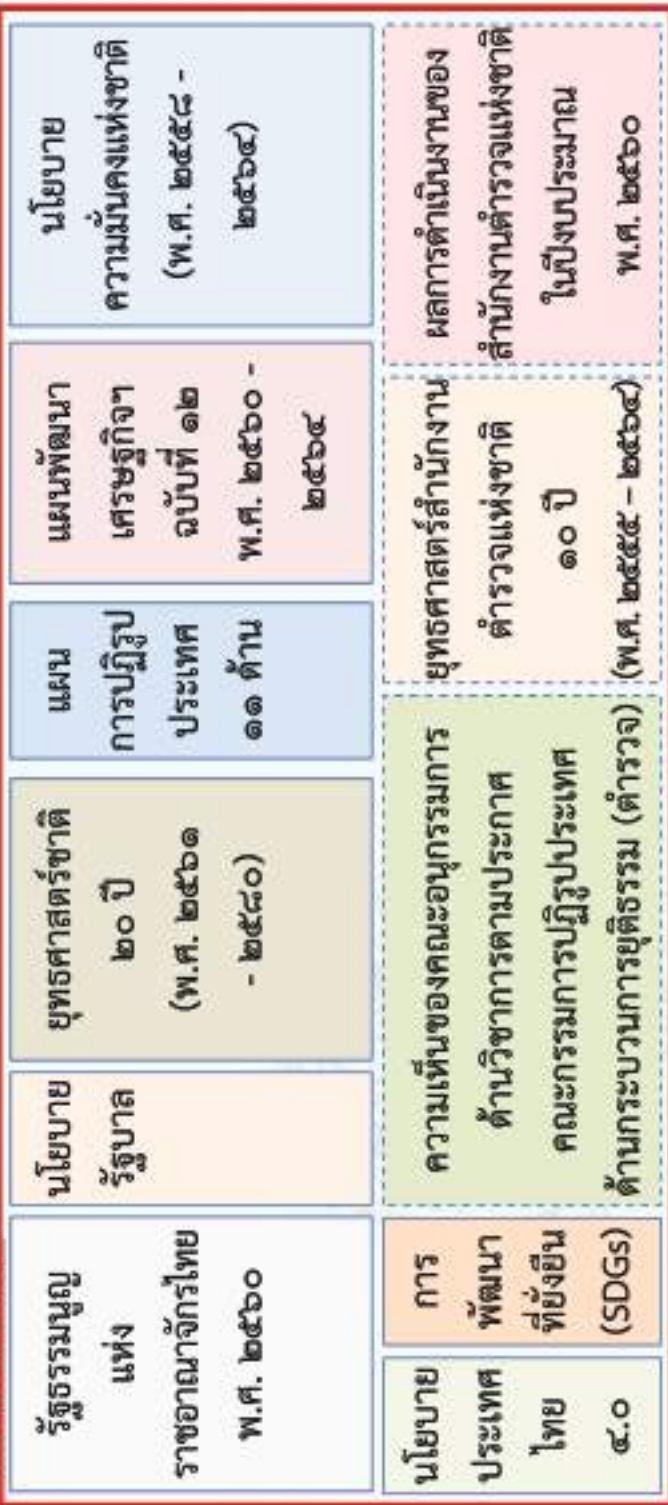 รัฐธรรมนูญ
แห่ง
ราชอาณาจักรไทย
พ.ศ. ๒๕๖๐
นโยบาย
รัฐบาล
ยุทธศาสตร์ชาติ
๒๐ ปี
(พ.ศ. ๒๕๖๑
- ๒๕๘๐)
แผน
การปฏิรูป
ประเทศ
๑๑ ด้าน
แผนพัฒนา
เศรษฐกิจฯ
ฉบับที่ ๑๒
พ.ศ. ๒๕๖๐ -
๒๕๖๔
นโยบาย
ความมั่นคงแห่งชาติ
(พ.ศ. ๒๕๕๘ -
๒๕๖๔)
นโยบาย
ประเทศ
ไทย
๔.๐
การ
พัฒนา
ที่ยั่งยืน
(SDGs)
ความเห็นของคณะอนุกรรมการ
ด้านวิชาการตามประกาศ
คณะกรรมการปฏิรูปประเทศ
ด้านกระบวนการยุติธรรม (ตำรวจ)
ยุทธศาสตร์สำนักงาน
ตำรวจแห่งชาติ
๑๐ ปี
(พ.ศ. ๒๕๕๕ – ๒๕๖๔)
ผลการดำเนินงานของ
สำนักงานตำรวจแห่งชาติ
ในปีงบประมาณ
พ.ศ. ๒๕๖๐